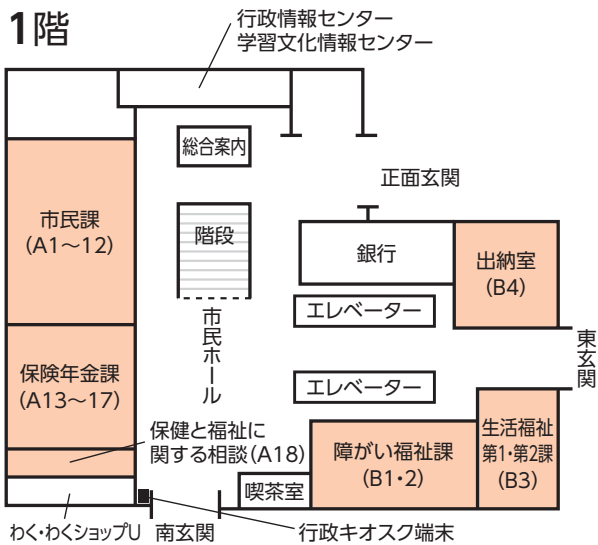 1階
行政情報センター
学習文化情報センター
総合案内
正面玄関
市民課
(A1〜12)
階段
銀行
出納室
(B4)
エレベーター
市民ホール
東玄関
保険年金課
(A13〜17)
エレベーター
保健と福祉に
関する相談(A18)
障がい福祉課
(B1・2)
生活福祉
第1・第2課
(B3)
喫茶室
わく・わくショップU
南玄関
行政キオスク端末